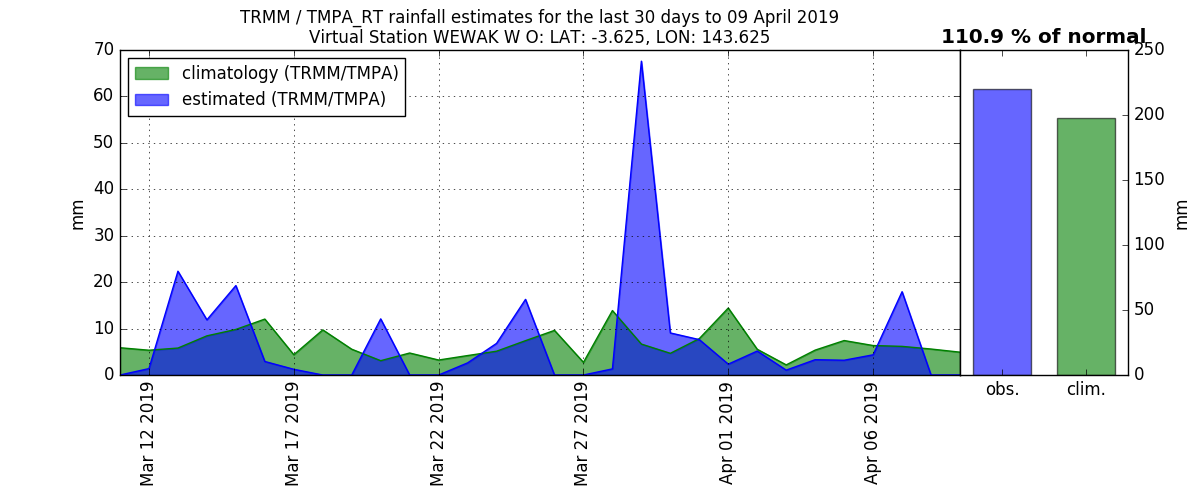 TRMM / TMPA_RT rainfall estimates for the last 30 days to 09 April 2019
Virtual Station WEWAK W O: LAT: -3.625, LON: 143.625
110.9 % of normal
climatology (TRMM/TMPA)
estimated (TRMM/TMPA)
70
60
50
40
30
20
10
0
mm
Mar 12 2019
Mar 17 2019
Mar 22 2019
Mar 27 2019
Apr 01 2019
Apr 06 2019
obs.
clim.
250
200
150
100
50
0
mm